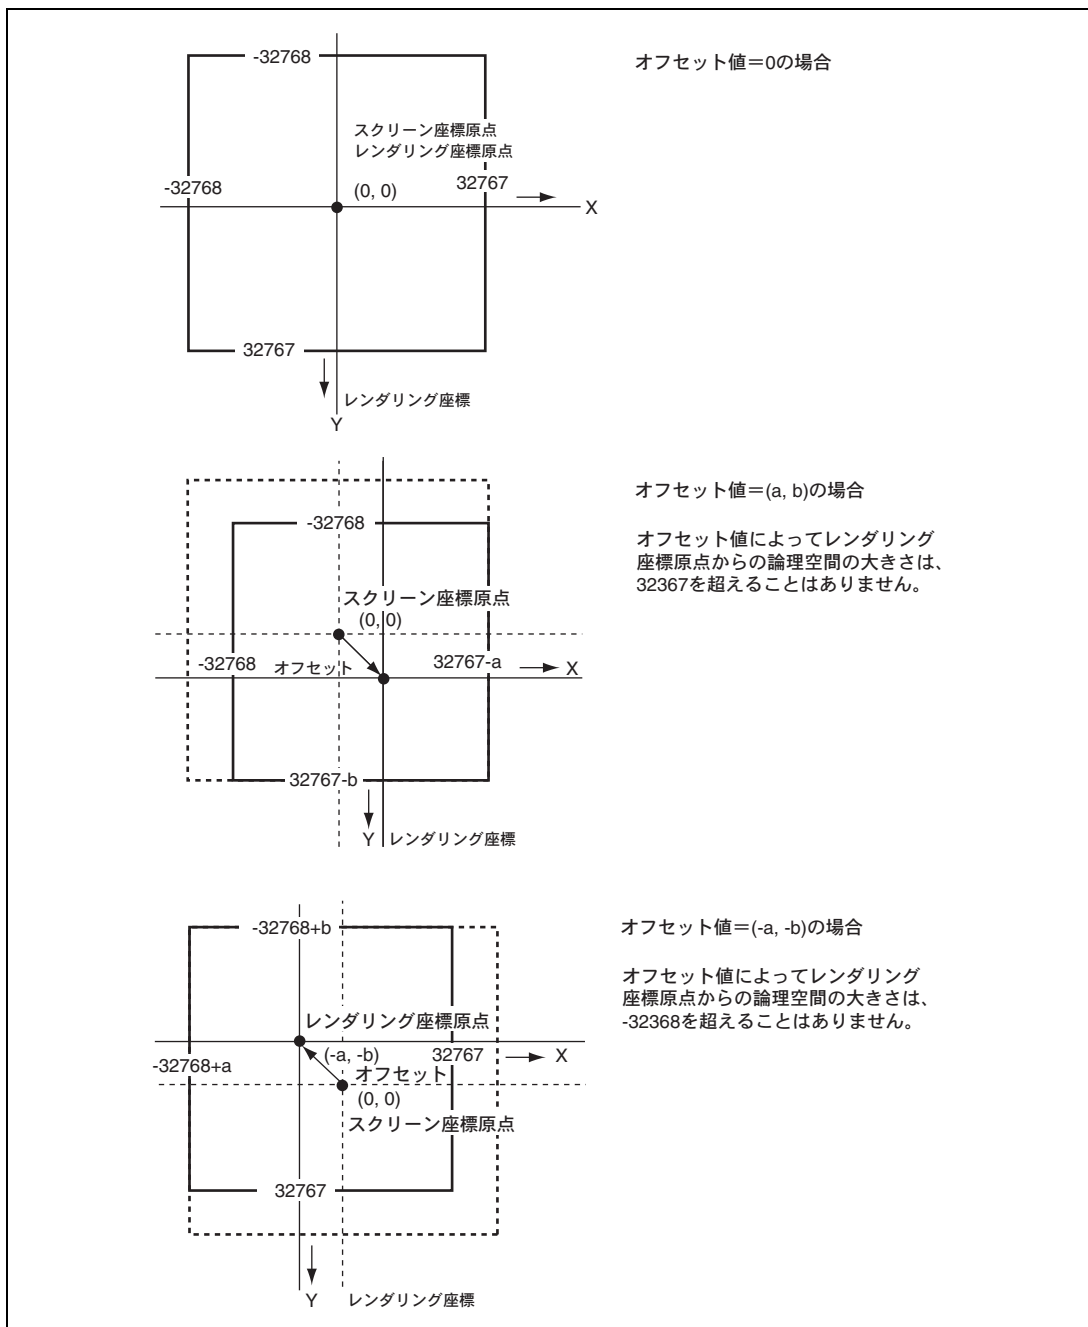 -32768
オフセット値＝0の場合
スクリーン座標原点
レンダリング座標原点
-32768
(0, 0)
32767
X
32767
レンダリング座標
Y
オフセット値＝(a, b)の場合
-32768
オフセット値によってレンダリング
座標原点からの論理空間の大きさは、
32367を超えることはありません。
スクリーン座標原点
(0, 0)
-32768
オフセット
32767-a
X
32767-b
Y
レンダリング座標
-32768+b
オフセット値＝(-a, -b)の場合
オフセット値によってレンダリング
座標原点からの論理空間の大きさは、
-32368を超えることはありません。
レンダリング座標原点
-32768+a
(-a, -b)
32767
X
オフセット
(0, 0)
スクリーン座標原点
32767
Y
レンダリング座標